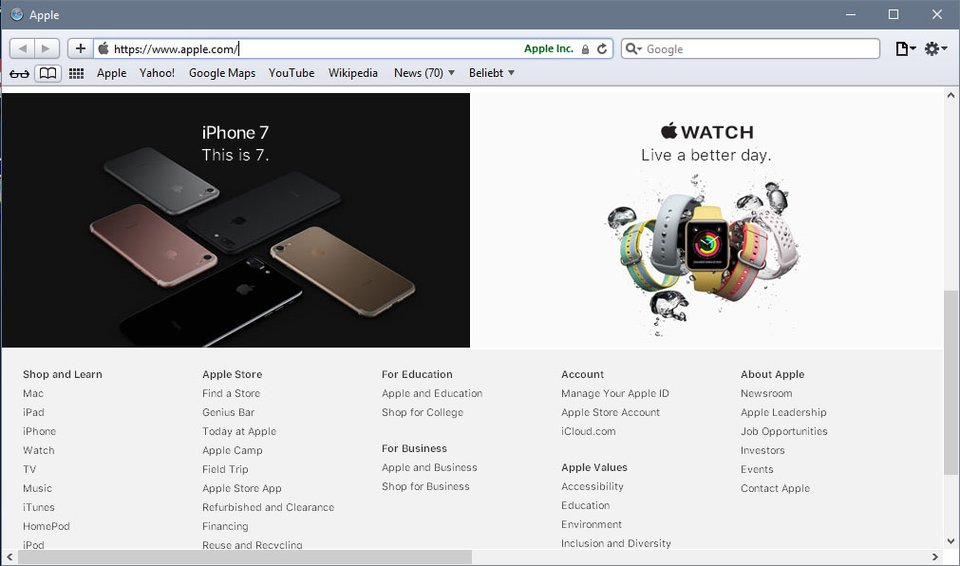 Apple
https://www.apple.com/
Apple Inc.
Google
Apple Yahoo! Google Maps YouTube Wikipedia News (70) Beliebt
iPhone 7
This is 7.
WATCH
Live a better day.
Shop and Learn
Mac
iPad
iPhone
Watch
TV
Music
iTunes
HomePod
iPod
Apple Store
Find a Store
Genius Bar
Today at Apple
Apple Camp
Field Trip
Apple Store App
Refurbished and Clearance
Financing
Reuse and Recycling
For Education
Apple and Education
Shop for College
For Business
Apple and Business
Shop for Business
Account
Manage Your Apple ID
Apple Store Account
iCloud.com
Apple Values
Accessibility
Education
Environment
Inclusion and Diversity
About Apple
Newsroom
Apple Leadership
Job Opportunities
Investors
Events
Contact Apple